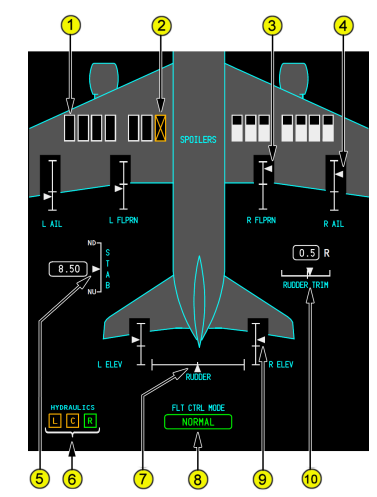 1
2
3
4
SPOILERS
L AIL
L FLPRN
R FLPRN
R AIL
ND
S
T
A
B
NU
8.50
0.5 R
RUDDER TRIM
L ELEV
R ELEV
RUDDER
HYDRAULICS
L C R
FLT CTRL MODE
NORMAL
5
6
7
8
9
10